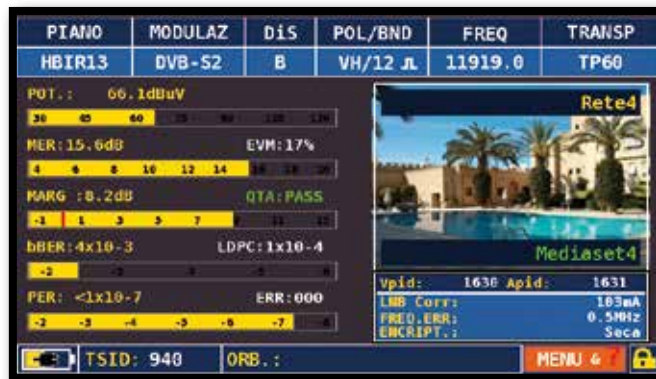 PIANO MODULAZ DiS POL/BND FREQ TRANSP
HBIR13 DVB-S2 B VH/12 11919.0 TP60
POT.: 66.1dBuV
30 45 60
Rete4
MER:15.6dB EVM:17%
4 6 8 10 12 14
MARG :8.2dB QTA:PASS
-1 1 3 5 7
bBER:4x10-3 LDPC:1x10-4
-2
Mediaset4
PER: <1x10-7 ERR:000
-2 -3 -4 -5 -6 -7
Vpid: 1630 Apid: 1631
LNB Corr: 103mA
FREQ.ERR: 0.5MHz
ENCRIPT.: Seca
TSID: 940 ORB.: MENU & ?